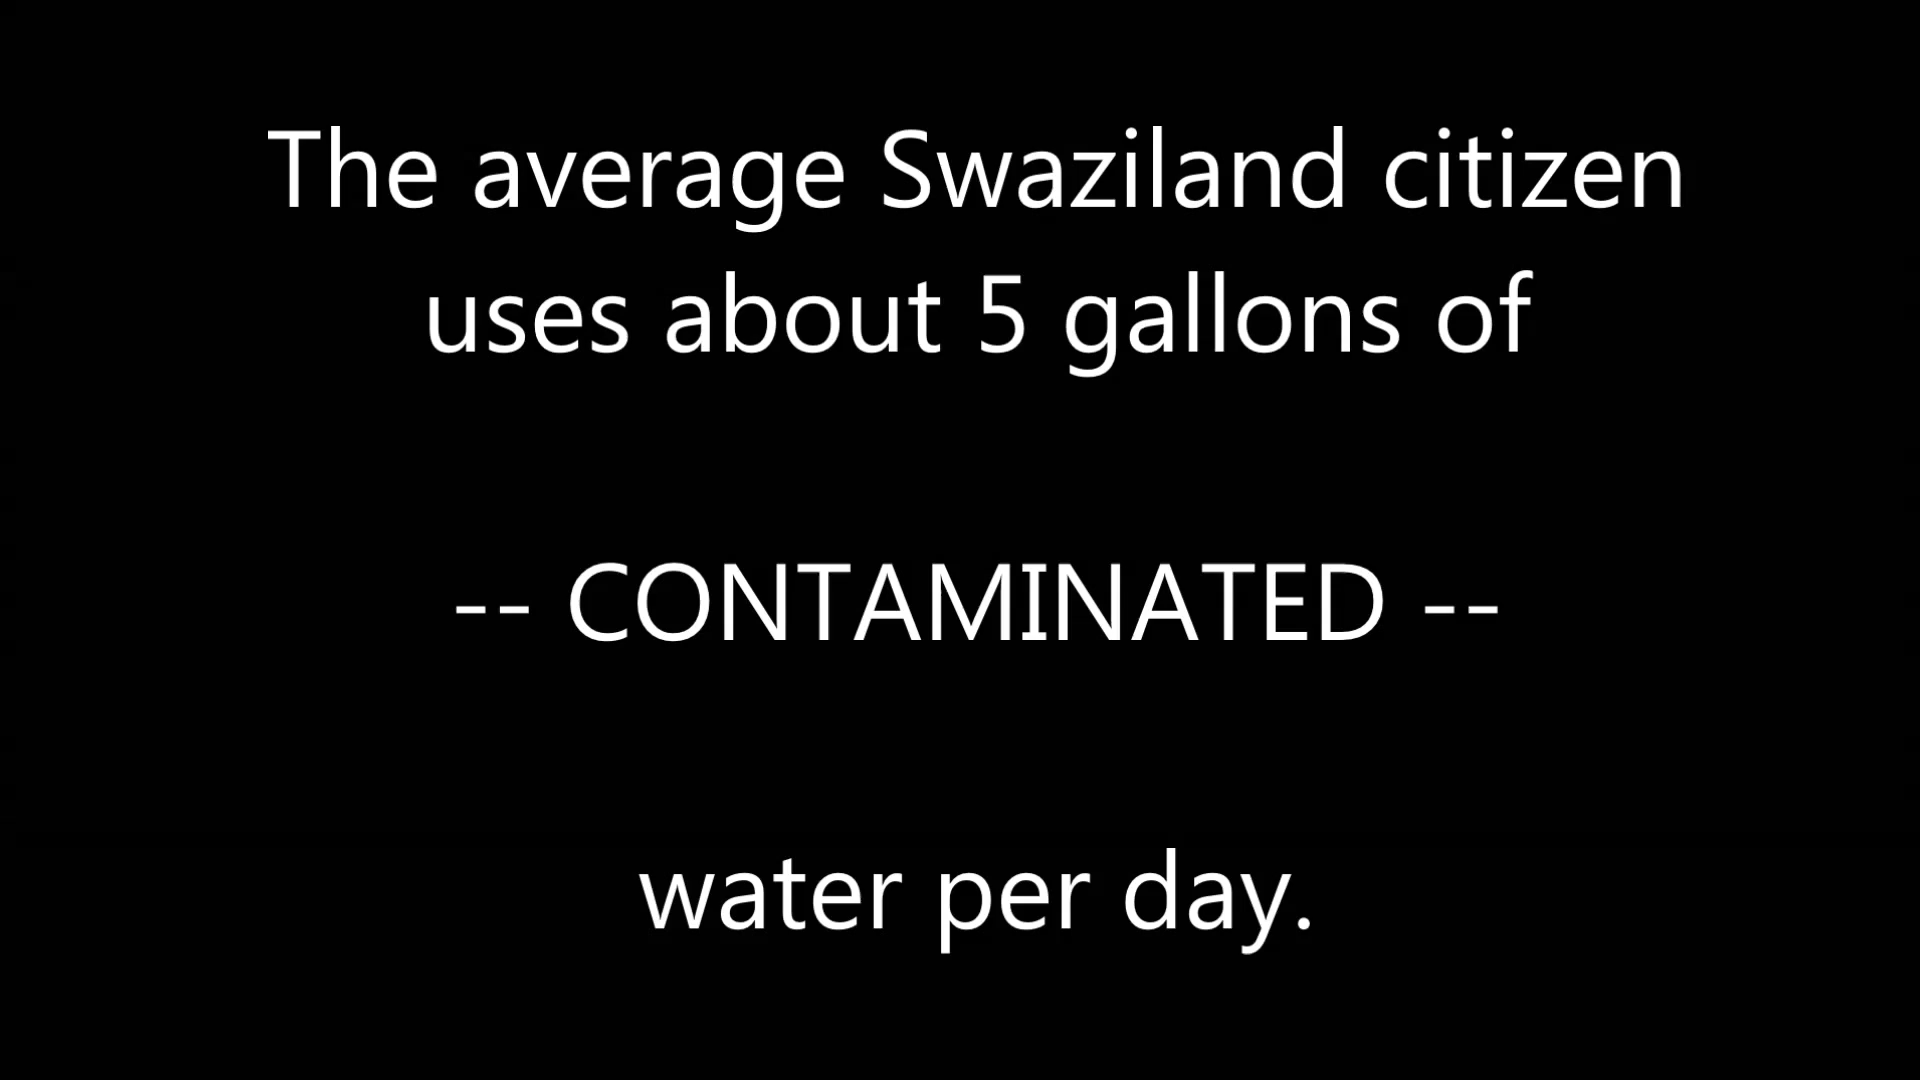 The average Swaziland citizen
uses about 5 gallons of
-- CONTAMINATED --
water per day.